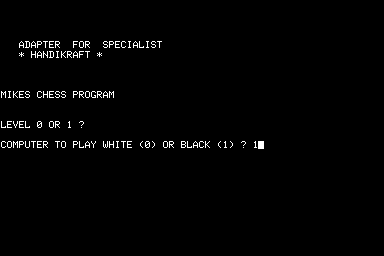 ADAPTER FOR SPECIALIST
* HANDIKRAFT *
MIKES CHESS PROGRAM
LEVEL 0 OR 1 ?
COMPUTER TO PLAY WHITE (0) OR BLACK (1) ? 1